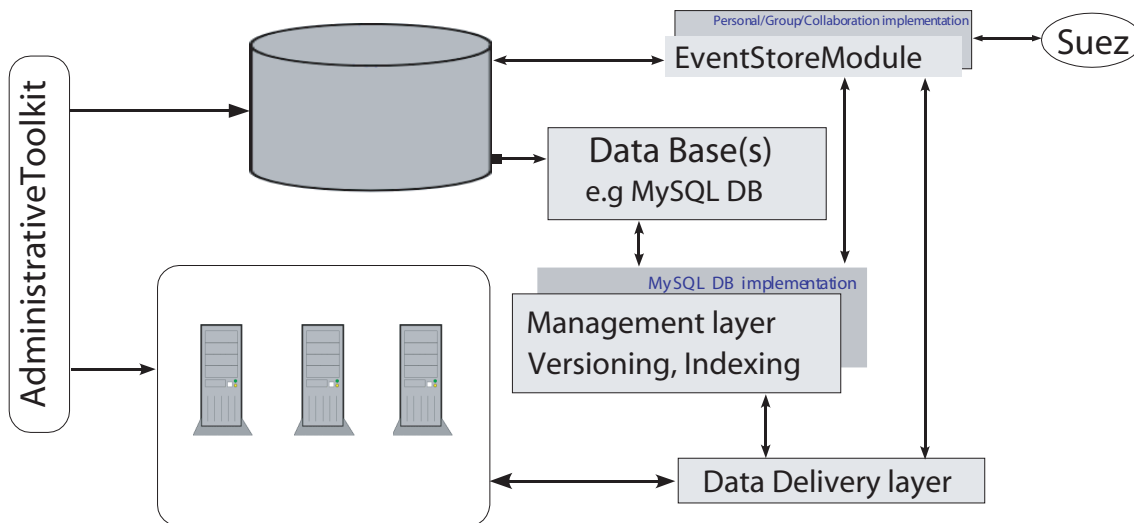 Personal/Group/Collaboration implementation
EventStoreModule
Suez
AdministrativeToolkit
Data Base(s)
e.g MySQL DB
MySQL DB implementation
Management layer
Versioning, Indexing
Data Delivery layer